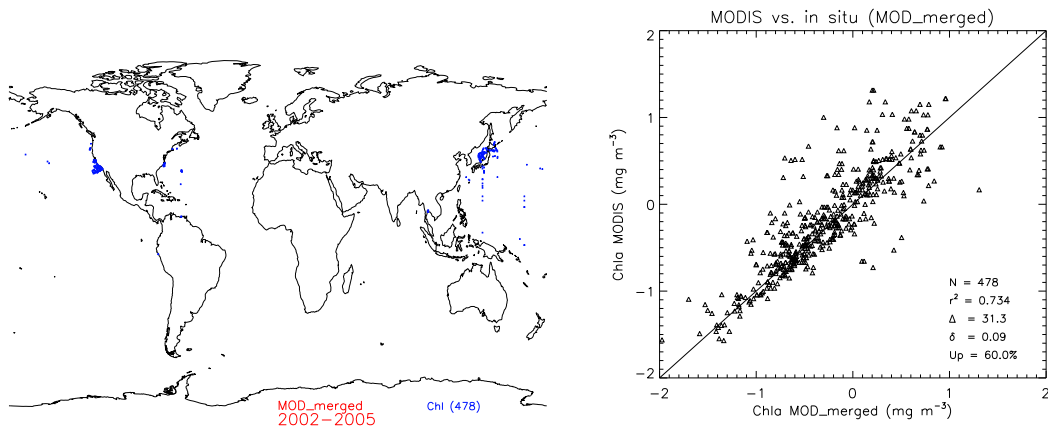 MOD_merged
Chl (478)
2002-2005
MODIS vs. in situ (MOD_merged)
2
1
0
-1
-2
Chla MODIS (mg m⁻³)
N = 478
r² = 0.734
Δ = 31.3
δ = 0.09
Up = 60.0%
-2
-1
0
1
2
Chla MOD_merged (mg m⁻³)